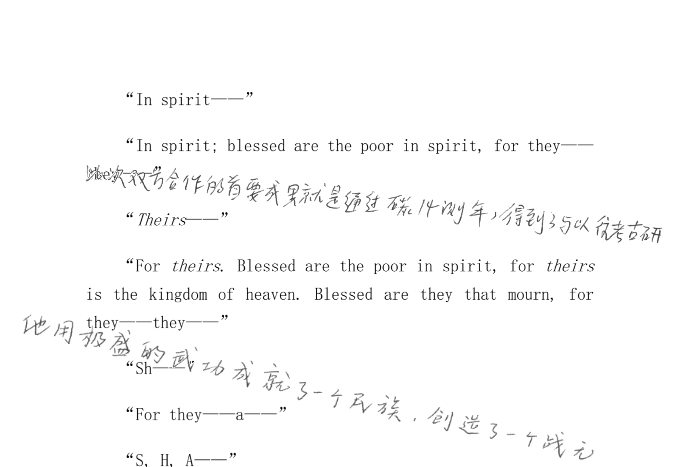 “In spirit——”
“In spirit; blessed are the poor in spirit, for they——
次双方合作的首要成果就是通过碳14测年,得到了与以往考古研
“Theirs——”
“For theirs. Blessed are the poor in spirit, for theirs
is the kingdom of heaven. Blessed are they that mourn, for
they——they——”
他用极盛的武功成就了一个民族,创造了一个战无
“Sh——”
“For they——a——”
“S, H, A——”